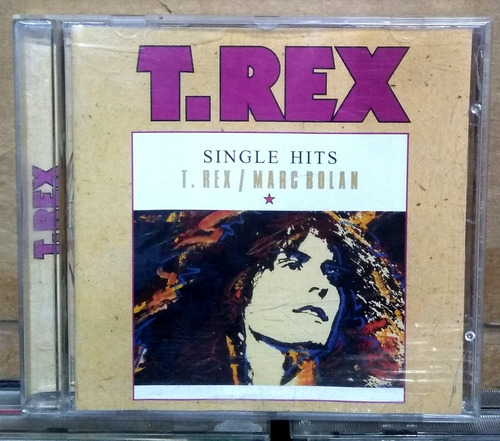 T.REX
SINGLE HITS
T. REX / MARC BOLAN
T.REX